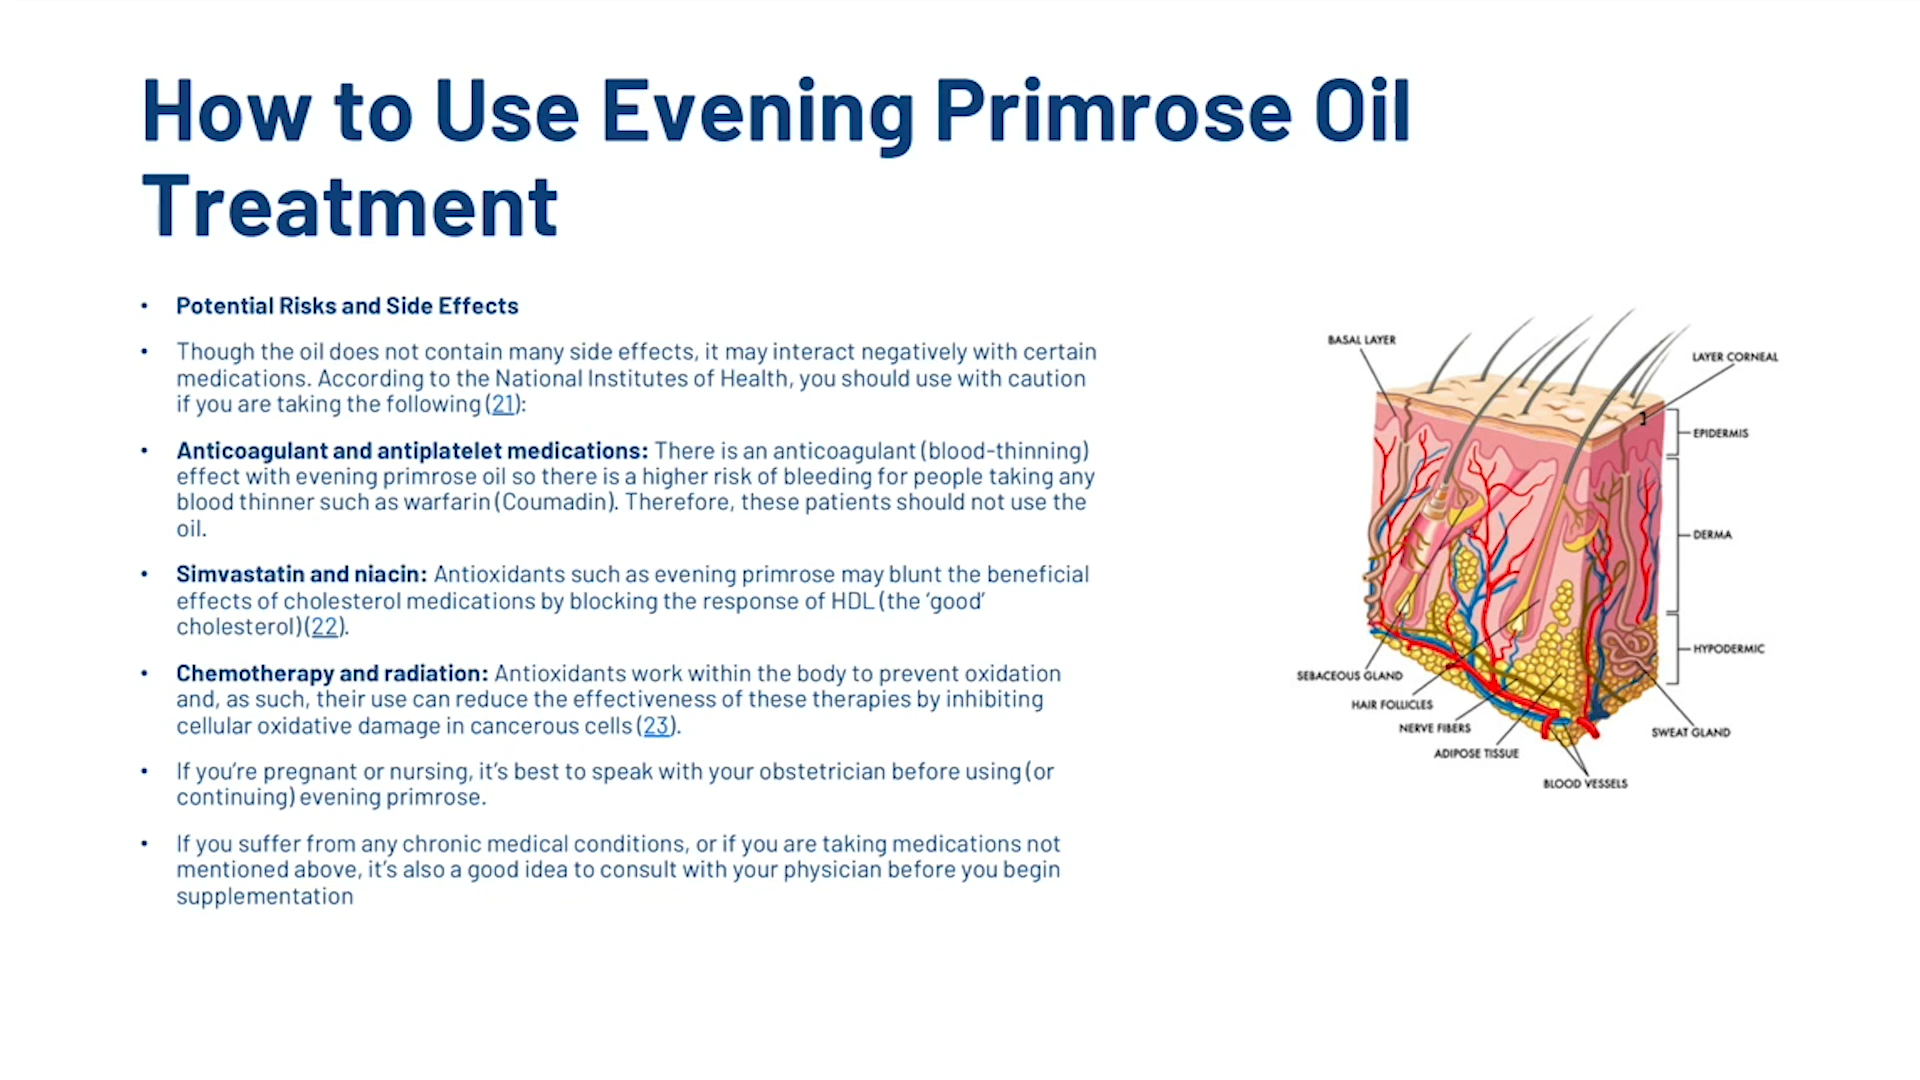 How to Use Evening Primrose Oil
Treatment
• Potential Risks and Side Effects
• Though the oil does not contain many side effects, it may interact negatively with certain
medications. According to the National Institutes of Health, you should use with caution
if you are taking the following (21):
• Anticoagulant and antiplatelet medications: There is an anticoagulant (blood-thinning)
effect with evening primrose oil so there is a higher risk of bleeding for people taking any
blood thinner such as warfarin (Coumadin). Therefore, these patients should not use the
oil.
• Simvastatin and niacin: Antioxidants such as evening primrose may blunt the beneficial
effects of cholesterol medications by blocking the response of HDL (the ‘good’
cholesterol) (22).
• Chemotherapy and radiation: Antioxidants work within the body to prevent oxidation
and, as such, their use can reduce the effectiveness of these therapies by inhibiting
cellular oxidative damage in cancerous cells (23).
• If you’re pregnant or nursing, it’s best to speak with your obstetrician before using (or
continuing) evening primrose.
• If you suffer from any chronic medical conditions, or if you are taking medications not
mentioned above, it’s also a good idea to consult with your physician before you begin
supplementation
BASAL LAYER
LAYER CORNEAL
EPIDERMIS
DERMA
HYPODERMIC
SEBACEOUS GLAND
HAIR FOLLICLES
NERVE FIBERS
SWEAT GLAND
ADIPOSE TISSUE
BLOOD VESSELS